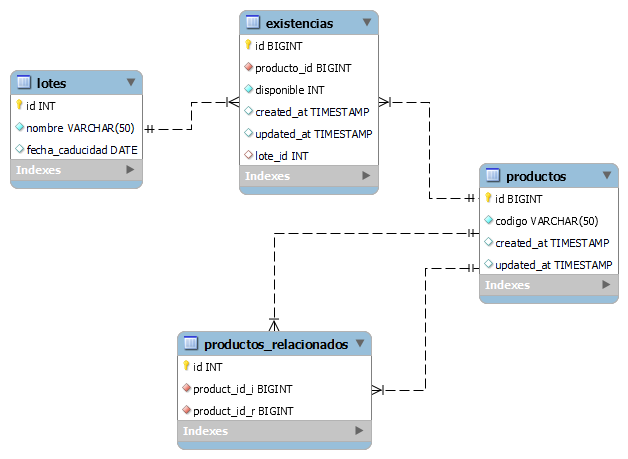 existencias
id BIGINT
producto_id BIGINT
disponible INT
created_at TIMESTAMP
updated_at TIMESTAMP
lote_id INT
Indexes
lotes
id INT
nombre VARCHAR(50)
fecha_caducidad DATE
Indexes
productos
id BIGINT
codigo VARCHAR(50)
created_at TIMESTAMP
updated_at TIMESTAMP
Indexes
productos_relacionados
id INT
product_id_i BIGINT
product_id_r BIGINT
Indexes